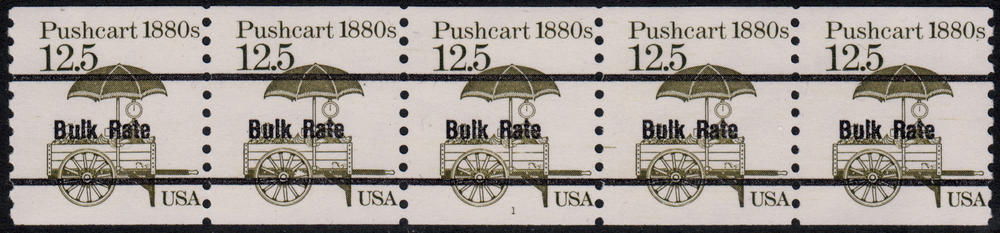 Pushcart 1880s Pushcart 1880s Pushcart 1880s Pushcart 1880s Pushcart 1880s
12.5 12.5 12.5 12.5 12.5
Bulk Rate Bulk Rate Bulk Rate Bulk Rate Bulk Rate
USA USA USA USA USA
1